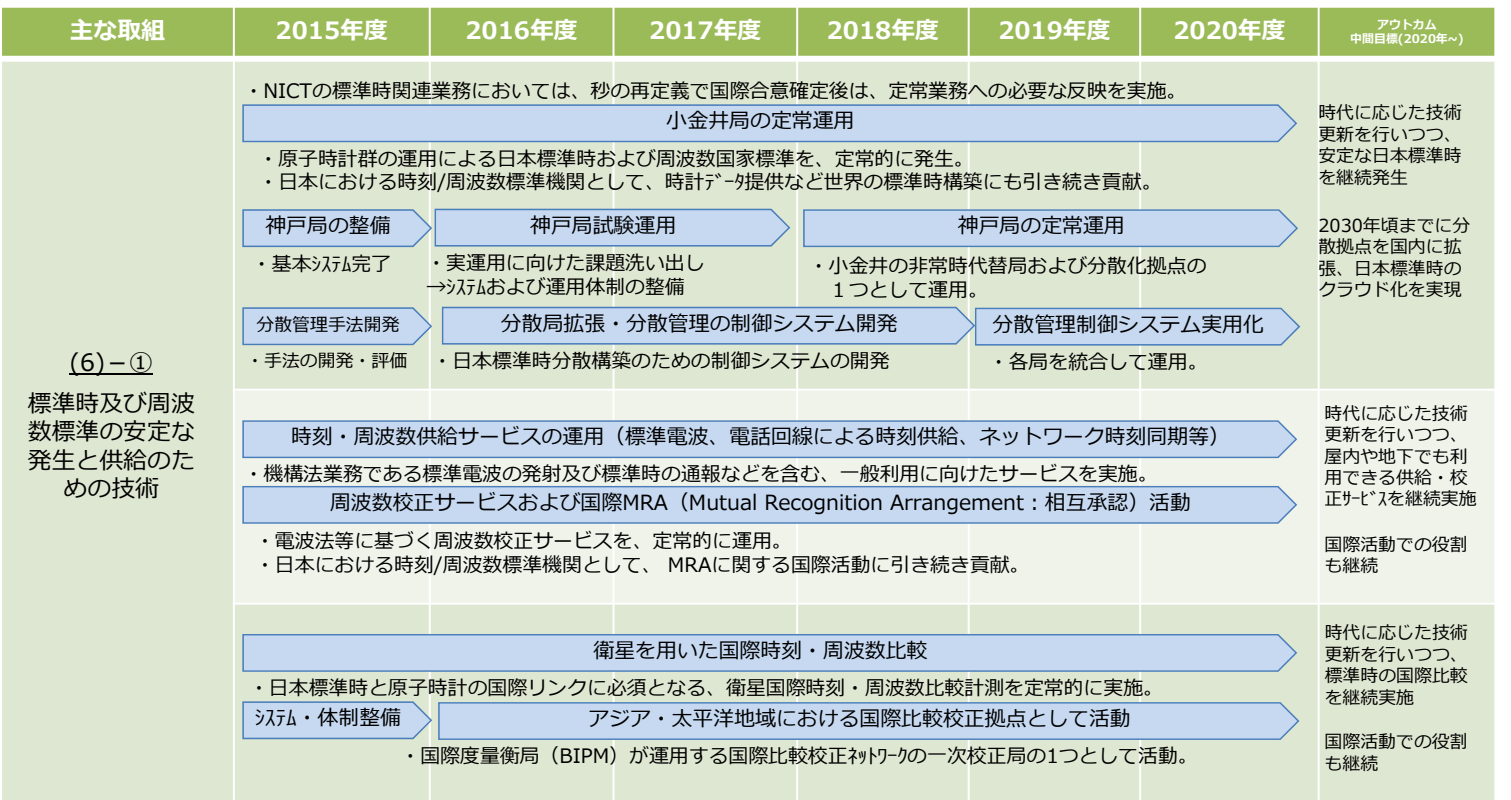 主な取組
2015年度
2016年度
2017年度
2018年度
2019年度
2020年度
アウトカム
中間目標(2020年~)
(6)−①
標準時及び周波
数標準の安定な
発生と供給のた
めの技術
・NICTの標準時関連業務においては、秒の再定義で国際合意確定後は、定常業務への必要な反映を実施。
小金井局の定常運用
・原子時計群の運用による日本標準時および周波数国家標準を、定常的に発生。
・日本における時刻/周波数標準機関として、時計ﾃﾞｰﾀ提供など世界の標準時構築にも引き続き貢献。
神戸局の整備
神戸局試験運用
神戸局の定常運用
・基本ｼｽﾃﾑ完了
・実運用に向けた課題洗い出し
→ｼｽﾃﾑおよび運用体制の整備
・小金井の非常時代替局および分散化拠点の
１つとして運用。
分散管理手法開発
分散局拡張・分散管理の制御システム開発
分散管理制御システム実用化
・手法の開発・評価
・日本標準時分散構築のための制御システムの開発
・各局を統合して運用。
時代に応じた技術
更新を行いつつ、
安定な日本標準時
を継続発生
2030年頃までに分
散拠点を国内に拡
張、日本標準時の
クラウド化を実現
時刻・周波数供給サービスの運用（標準電波、電話回線による時刻供給、ネットワーク時刻同期等）
・機構法業務である標準電波の発射及び標準時の通報などを含む、一般利用に向けたサービスを実施。
周波数校正サービスおよび国際MRA（Mutual Recognition Arrangement：相互承認）活動
・電波法等に基づく周波数校正サービスを、定常的に運用。
・日本における時刻/周波数標準機関として、 MRAに関する国際活動に引き続き貢献。
時代に応じた技術
更新を行いつつ、
屋内や地下でも利
用できる供給・校
正ｻｰﾋﾞｽを継続実施
国際活動での役割
も継続
衛星を用いた国際時刻・周波数比較
・日本標準時と原子時計の国際リンクに必須となる、衛星国際時刻・周波数比較計測を定常的に実施。
ｼｽﾃﾑ・体制整備
アジア・太平洋地域における国際比較校正拠点として活動
・国際度量衡局（BIPM）が運用する国際比較校正ﾈｯﾄﾜｰｸの一次校正局の1つとして活動。
時代に応じた技術
更新を行いつつ、
標準時の国際比較
を継続実施
国際活動での役割
も継続